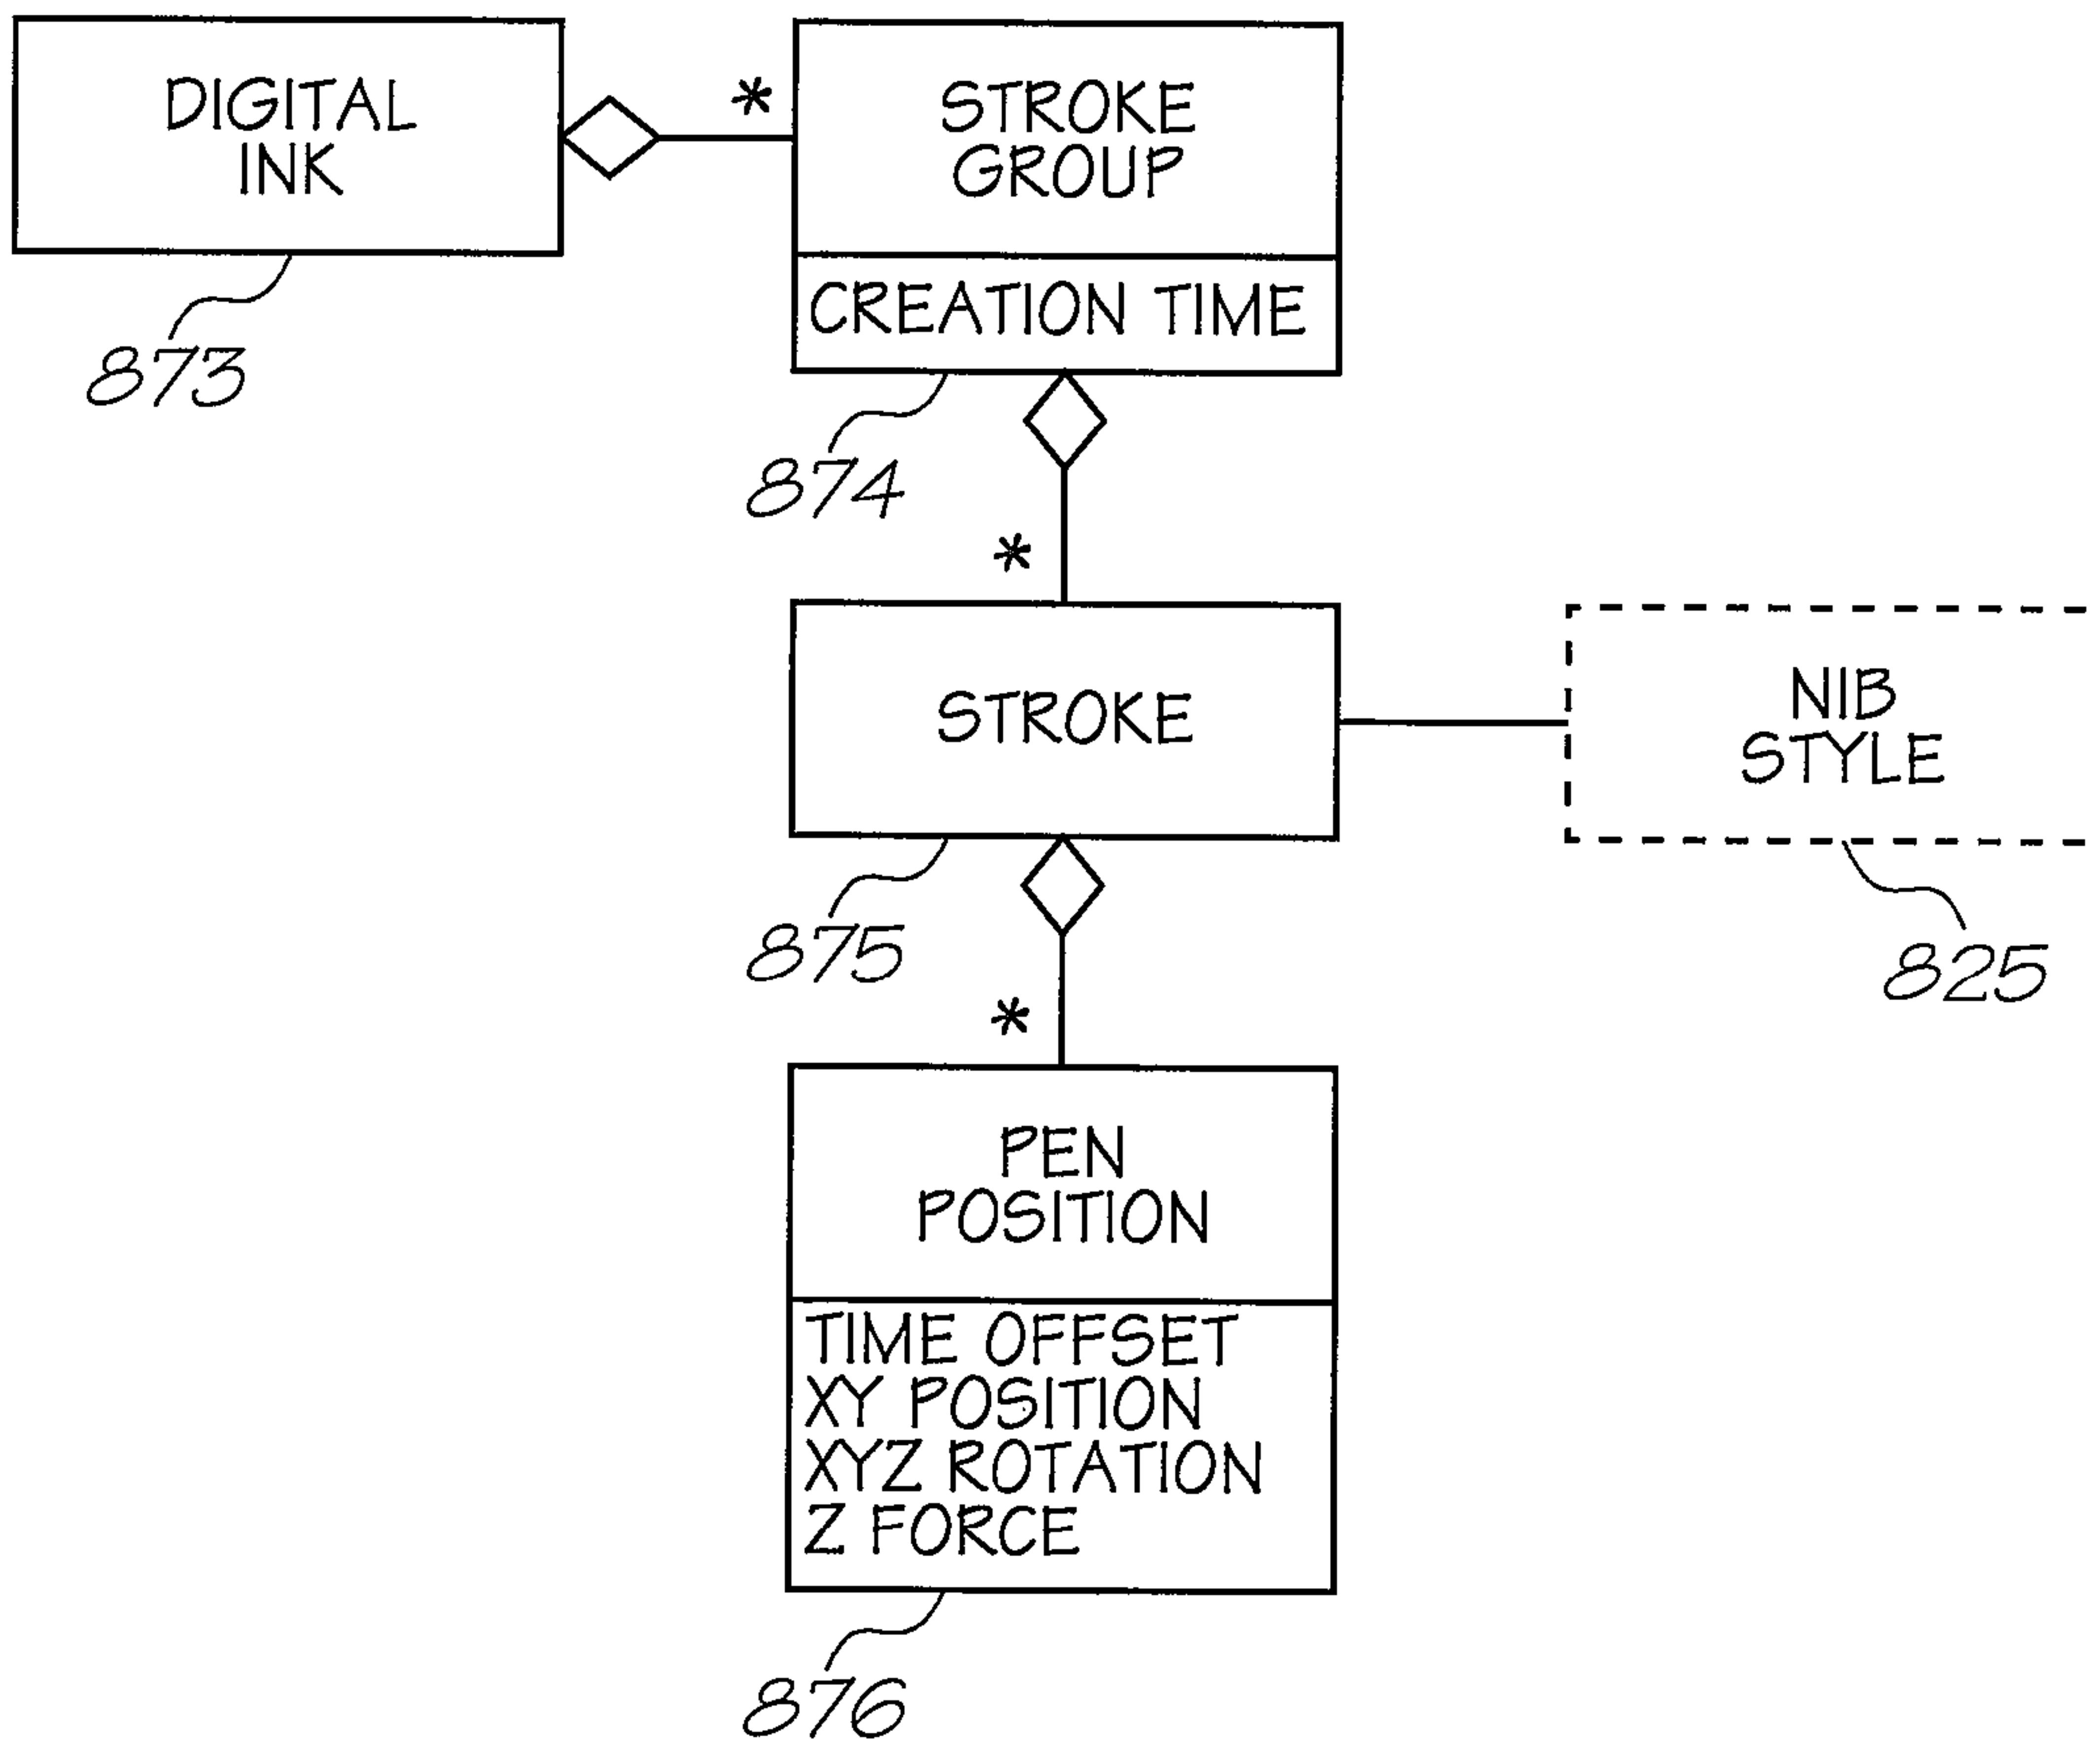 DIGITAL
INK
873
*
STROKE
GROUP
CREATION TIME
874
*
STROKE
875
NIB
STYLE
825
*
PEN
POSITION
TIME OFFSET
XY POSITION
XYZ ROTATION
Z FORCE
876